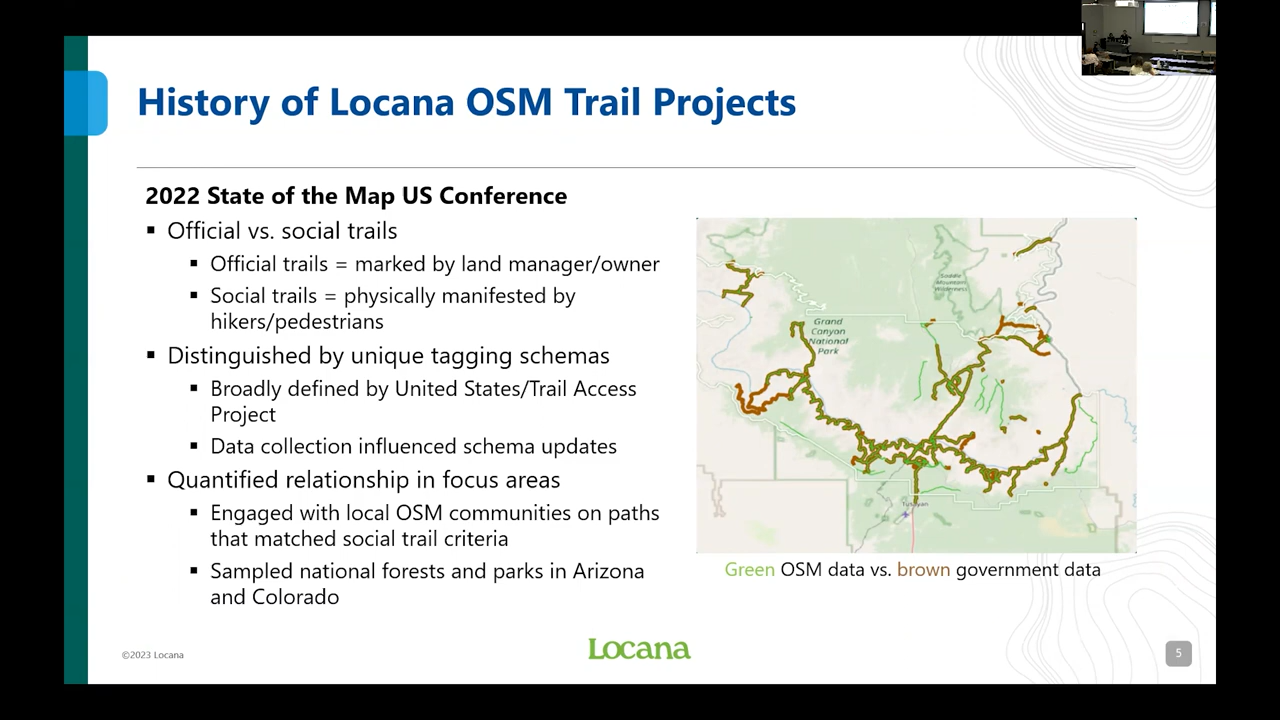 History of Locana OSM Trail Projects
2022 State of the Map US Conference
▪ Official vs. social trails
▪ Official trails = marked by land manager/owner
▪ Social trails = physically manifested by
hikers/pedestrians
▪ Distinguished by unique tagging schemas
▪ Broadly defined by United States/Trail Access
Project
▪ Data collection influenced schema updates
▪ Quantified relationship in focus areas
▪ Engaged with local OSM communities on paths
that matched social trail criteria
▪ Sampled national forests and parks in Arizona
and Colorado
Saddle
Mountain
Wilderness
Grand
Canyon
National
Park
Tusayan
Green OSM data vs. brown government data
©2023 Locana
Locana
5